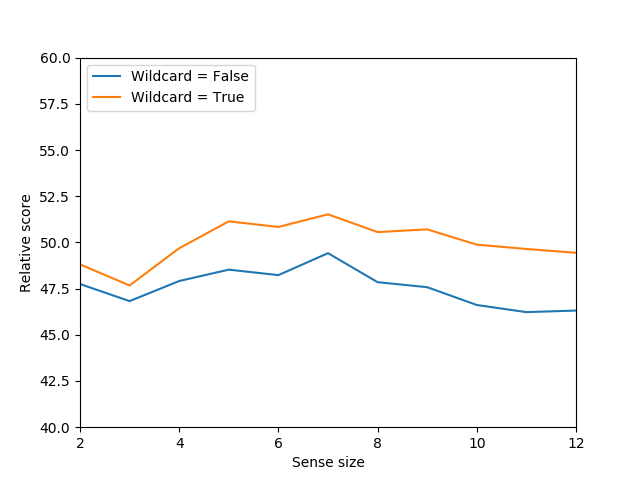 Wildcard = False
Wildcard = True
60.0
57.5
55.0
52.5
50.0
47.5
45.0
42.5
40.0
Relative score
2 4 6 8 10 12
Sense size